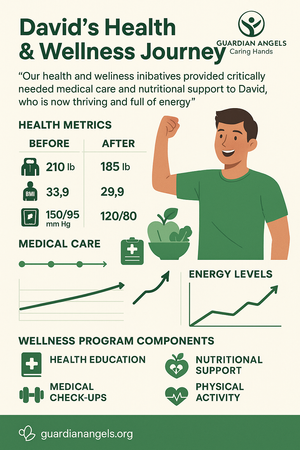 David's Health
& Wellness Journey
GUARDIAN ANGELS
Caring Hands
"Our health and weliness inibatives provided critically
needed medical care and nutritional support to David,
who is now thriving and full of energy"
HEALTH METRICS
BEFORE AFTER
210 lb 185 lb
BMI 33,9 29,9
150/95 mm Hg 120/80
MEDICAL CARE
ENERGY LEVELS
WELLNESS PROGRAM COMPONENTS
HEALTH EDUCATION
NUTRITIONAL
SUPPORT
MEDICAL
CHECK-UPS
PHYSICAL
ACTIVITY
guardianangels.org